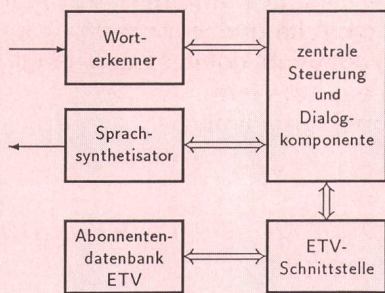 Wort-
erkenner
zentrale
Steuerung
und
Dialog-
komponente
Sprach-
synthetisator
Abonnenten-
datenbank
ETV
ETV-
Schnittstelle